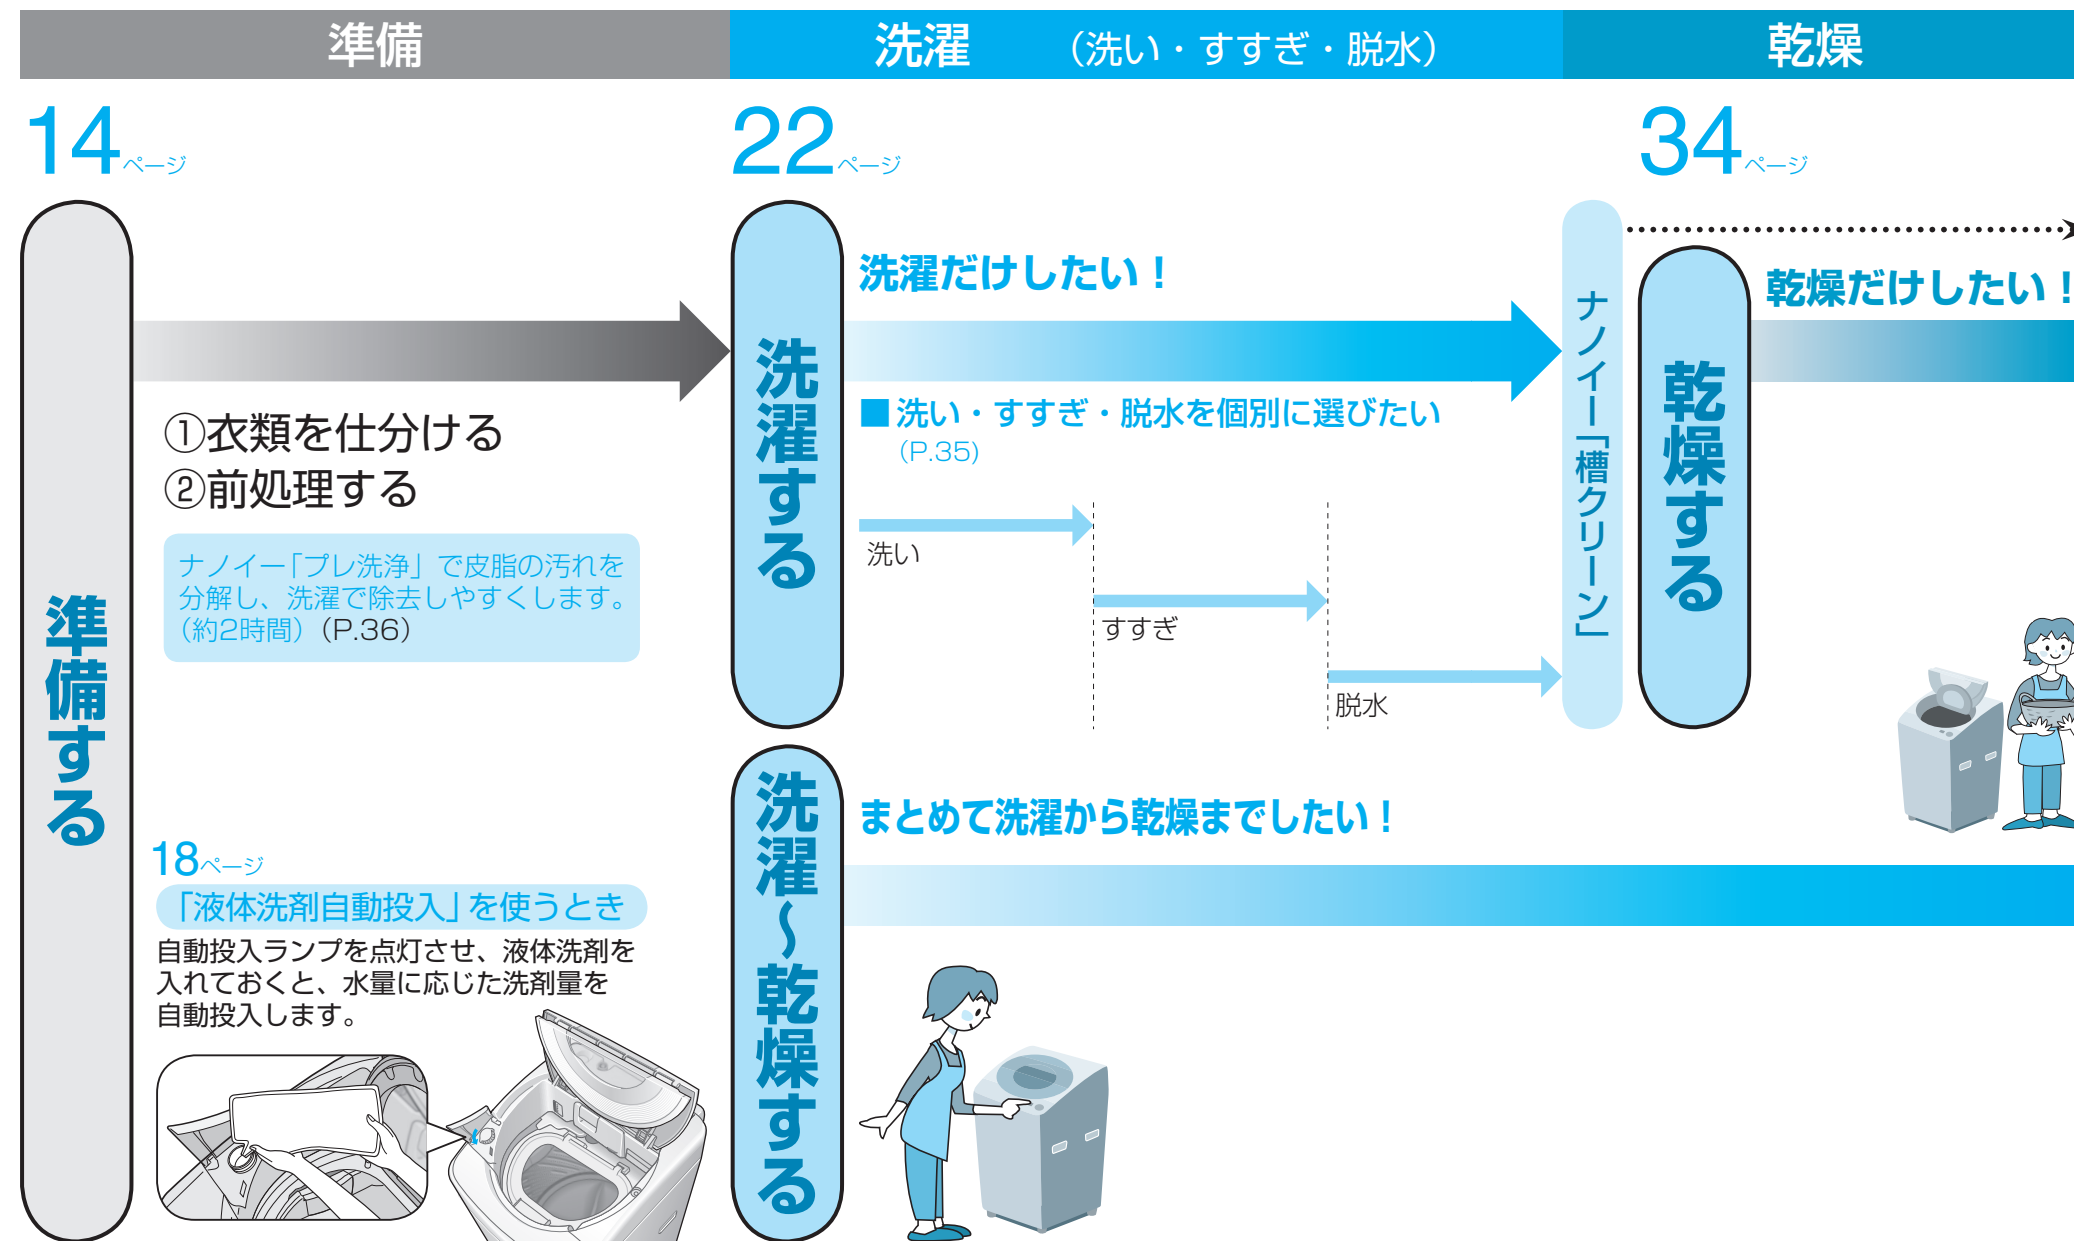 準備
洗濯 （洗い・すすぎ・脱水）
乾燥
14ページ
22ページ
34ページ
準備する
①衣類を仕分ける
②前処理する
ナノイー「プレ洗浄」で皮脂の汚れを
分解し、洗濯で除去しやすくします。
（約2時間）（P.36）
18ページ
「液体洗剤自動投入」を使うとき
自動投入ランプを点灯させ、液体洗剤を
入れておくと、水量に応じた洗剤量を
自動投入します。
洗濯する
洗濯だけしたい！
■洗い・すすぎ・脱水を個別に選びたい
（P.35)
洗い
すすぎ
脱水
ナノイー「槽クリーン」
乾燥する
乾燥だけしたい！
洗濯～乾燥する
まとめて洗濯から乾燥までしたい！